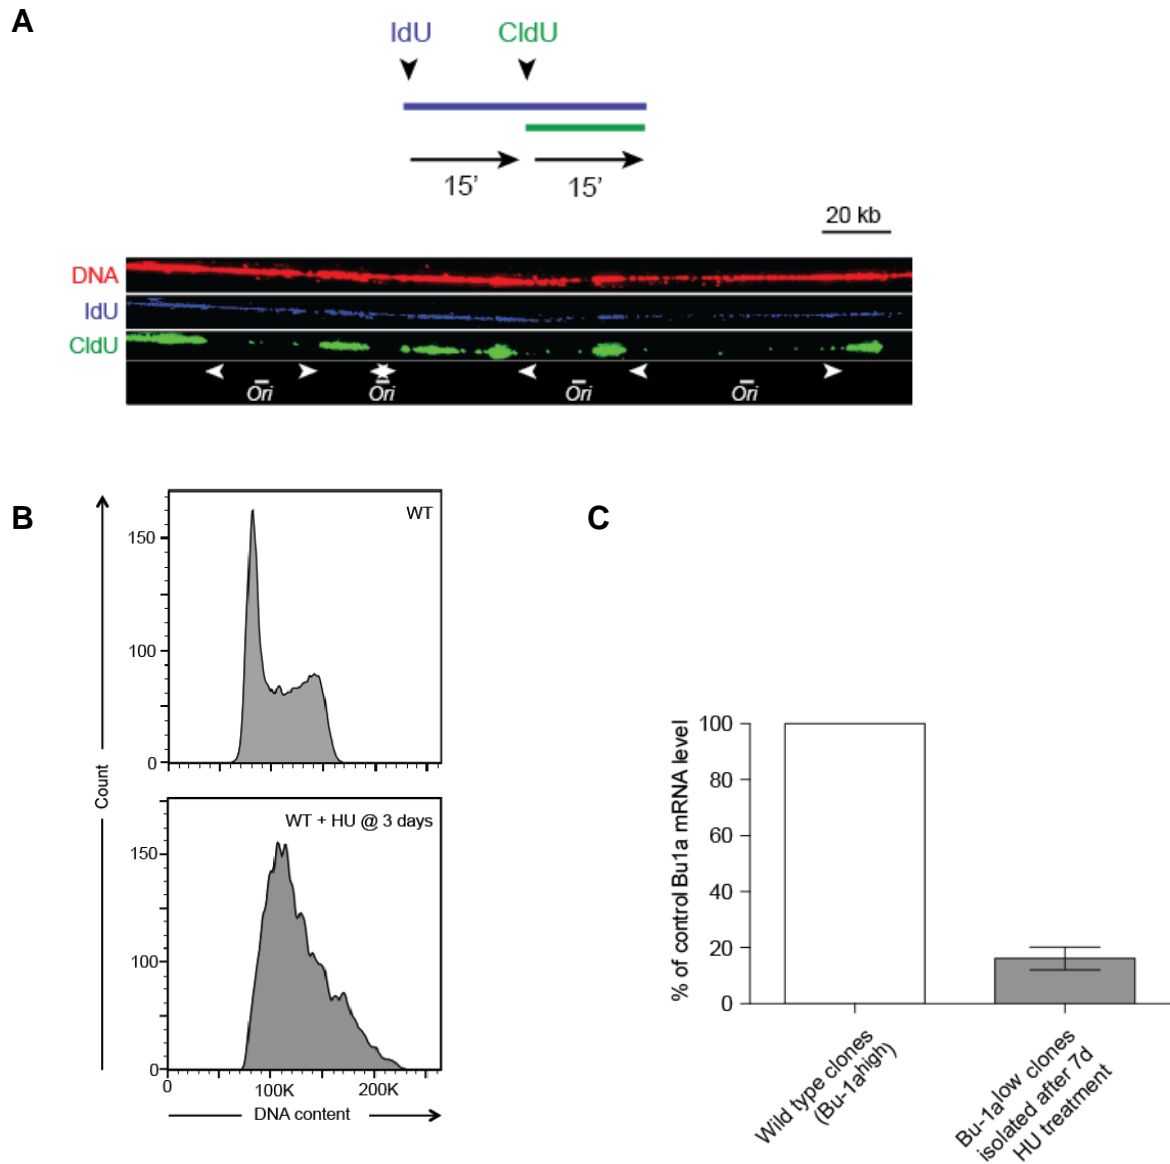 A
IdU
CldU
15’
15’
20 kb
DNA
IdU
CldU
Ori
Ori
Ori
Ori
B
WT
150
100
0
Count
WT + HU @ 3 days
150
100
0
0
100K
200K
DNA content
C
% of control Bu1a mRNA level
100
80
60
40
20
0
Wild type clones
(Bu-1ahigh)
Bu-1alow clones
isolated after 7d
HU treatment